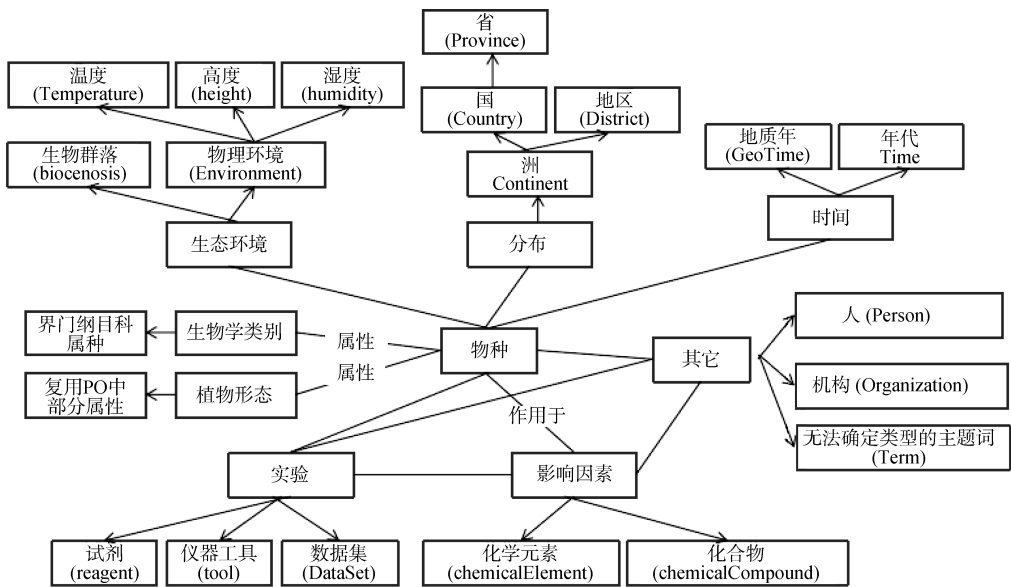 省
(Province)
温度
(Temperature)
高度
(height)
湿度
(humidity)
国
(Country)
地区
(District)
地质年
(GeoTime)
年代
Time
生物群落
(biocenosis)
物理环境
(Environment)
洲
Continent
时间
生态环境
分布
界门纲目科
属种
生物学类别
属性
物种
其它
人 (Person)
复用PO中
部分属性
植物形态
属性
机构 (Organization)
作用于
无法确定类型的主题词
(Term)
实验
影响因素
试剂
(reagent)
仪器工具
(tool)
数据集
(DataSet)
化学元素
(chemicalElement)
化合物
(chemicalCompound)